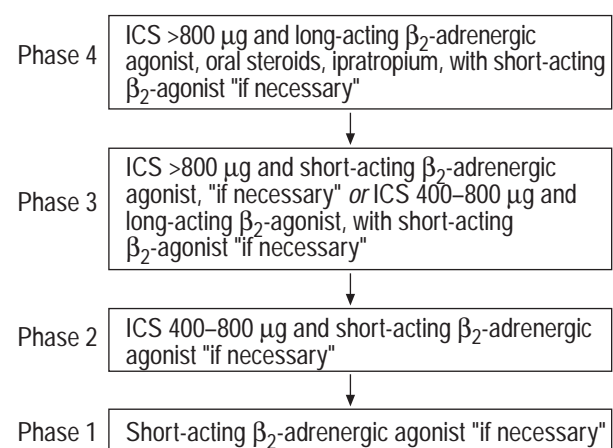 Phase 4
ICS >800 µg and long-acting β₂-adrenergic
agonist, oral steroids, ipratropium, with short-acting
β₂-agonist "if necessary"
Phase 3
ICS >800 µg and short-acting β₂-adrenergic
agonist, "if necessary" or ICS 400–800 µg and
long-acting β₂-agonist, with short-acting
β₂-agonist "if necessary"
Phase 2
ICS 400–800 µg and short-acting β₂-adrenergic
agonist "if necessary"
Phase 1
Short-acting β₂-adrenergic agonist "if necessary"